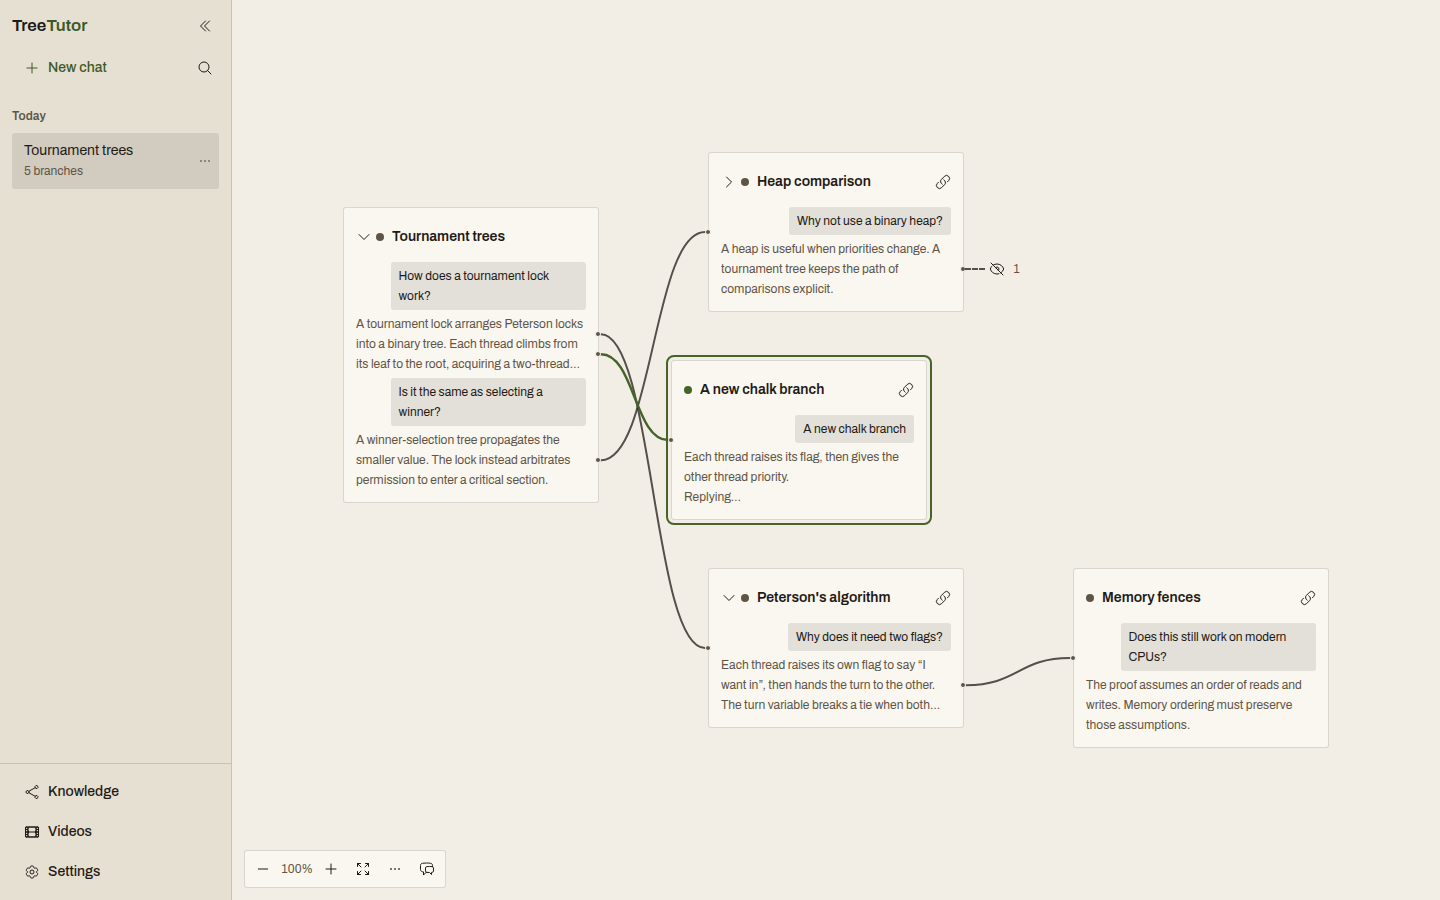 TreeTutor
New chat
Today
Tournament trees
5 branches
Knowledge
Videos
Settings
Tournament trees
How does a tournament lock
work?
A tournament lock arranges Peterson locks
into a binary tree. Each thread climbs from
its leaf to the root, acquiring a two-thread...
Is it the same as selecting a
winner?
A winner-selection tree propagates the
smaller value. The lock instead arbitrates
permission to enter a critical section.
Heap comparison
Why not use a binary heap?
A heap is useful when priorities change. A
tournament tree keeps the path of
comparisons explicit.
1
A new chalk branch
A new chalk branch
Each thread raises its flag, then gives the
other thread priority.
Replying...
Peterson's algorithm
Why does it need two flags?
Each thread raises its own flag to say “I
want in”, then hands the turn to the other.
The turn variable breaks a tie when both...
Memory fences
Does this still work on modern
CPUs?
The proof assumes an order of reads and
writes. Memory ordering must preserve
those assumptions.
100%